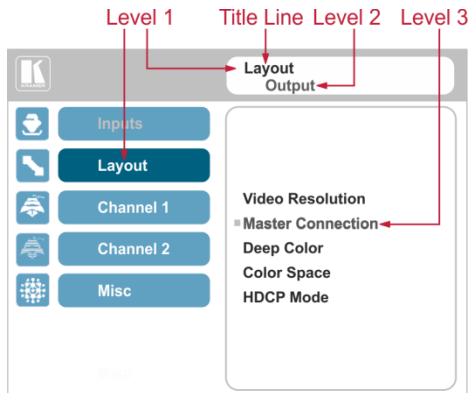 Level 1 Title Line Level 2 Level 3
KRAMER
Layout
Output
Inputs
Layout
Channel 1
Channel 2
Misc
Video Resolution
Master Connection
Deep Color
Color Space
HDCP Mode